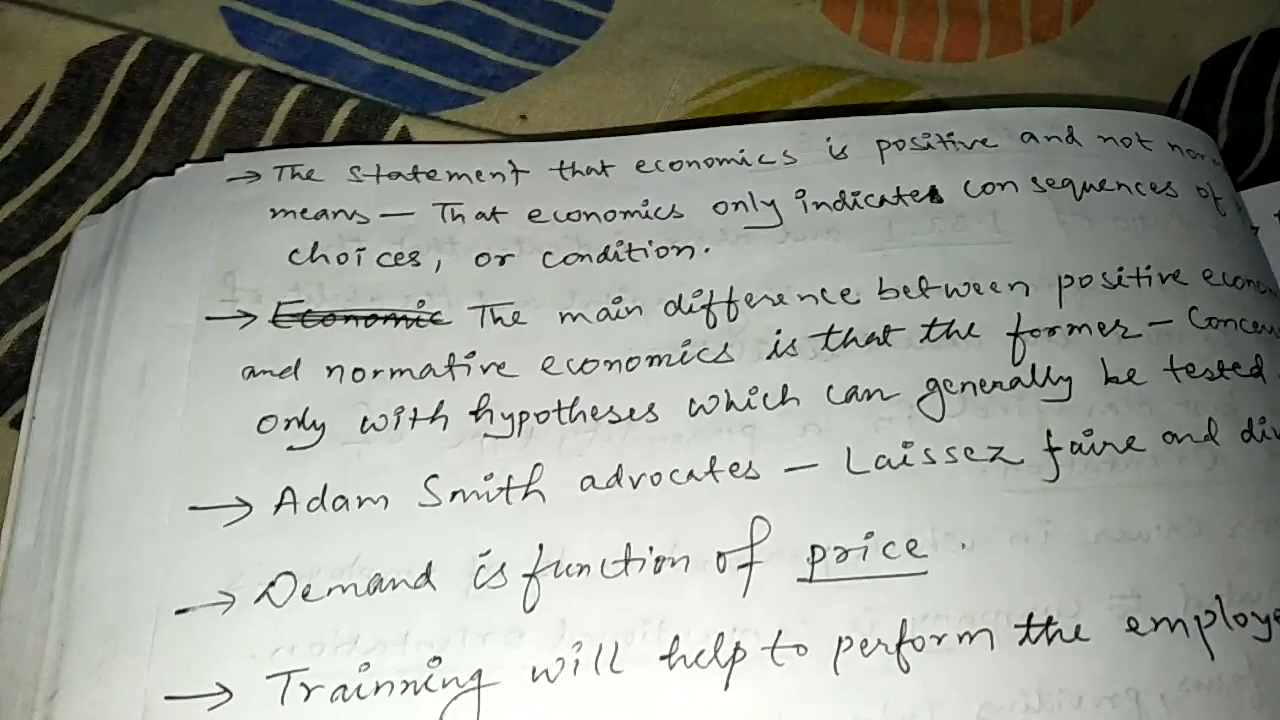 → The statement that economics is positive and not
means — That economics only indicates consequences of
choices, or condition.
→ Economic The main difference between positive
and normative economics is that the former —
only with hypotheses which can generally be tested
→ Adam Smith advocates — Laissez faire and
→ Demand is function of price.
→ Trainning will help to perform the